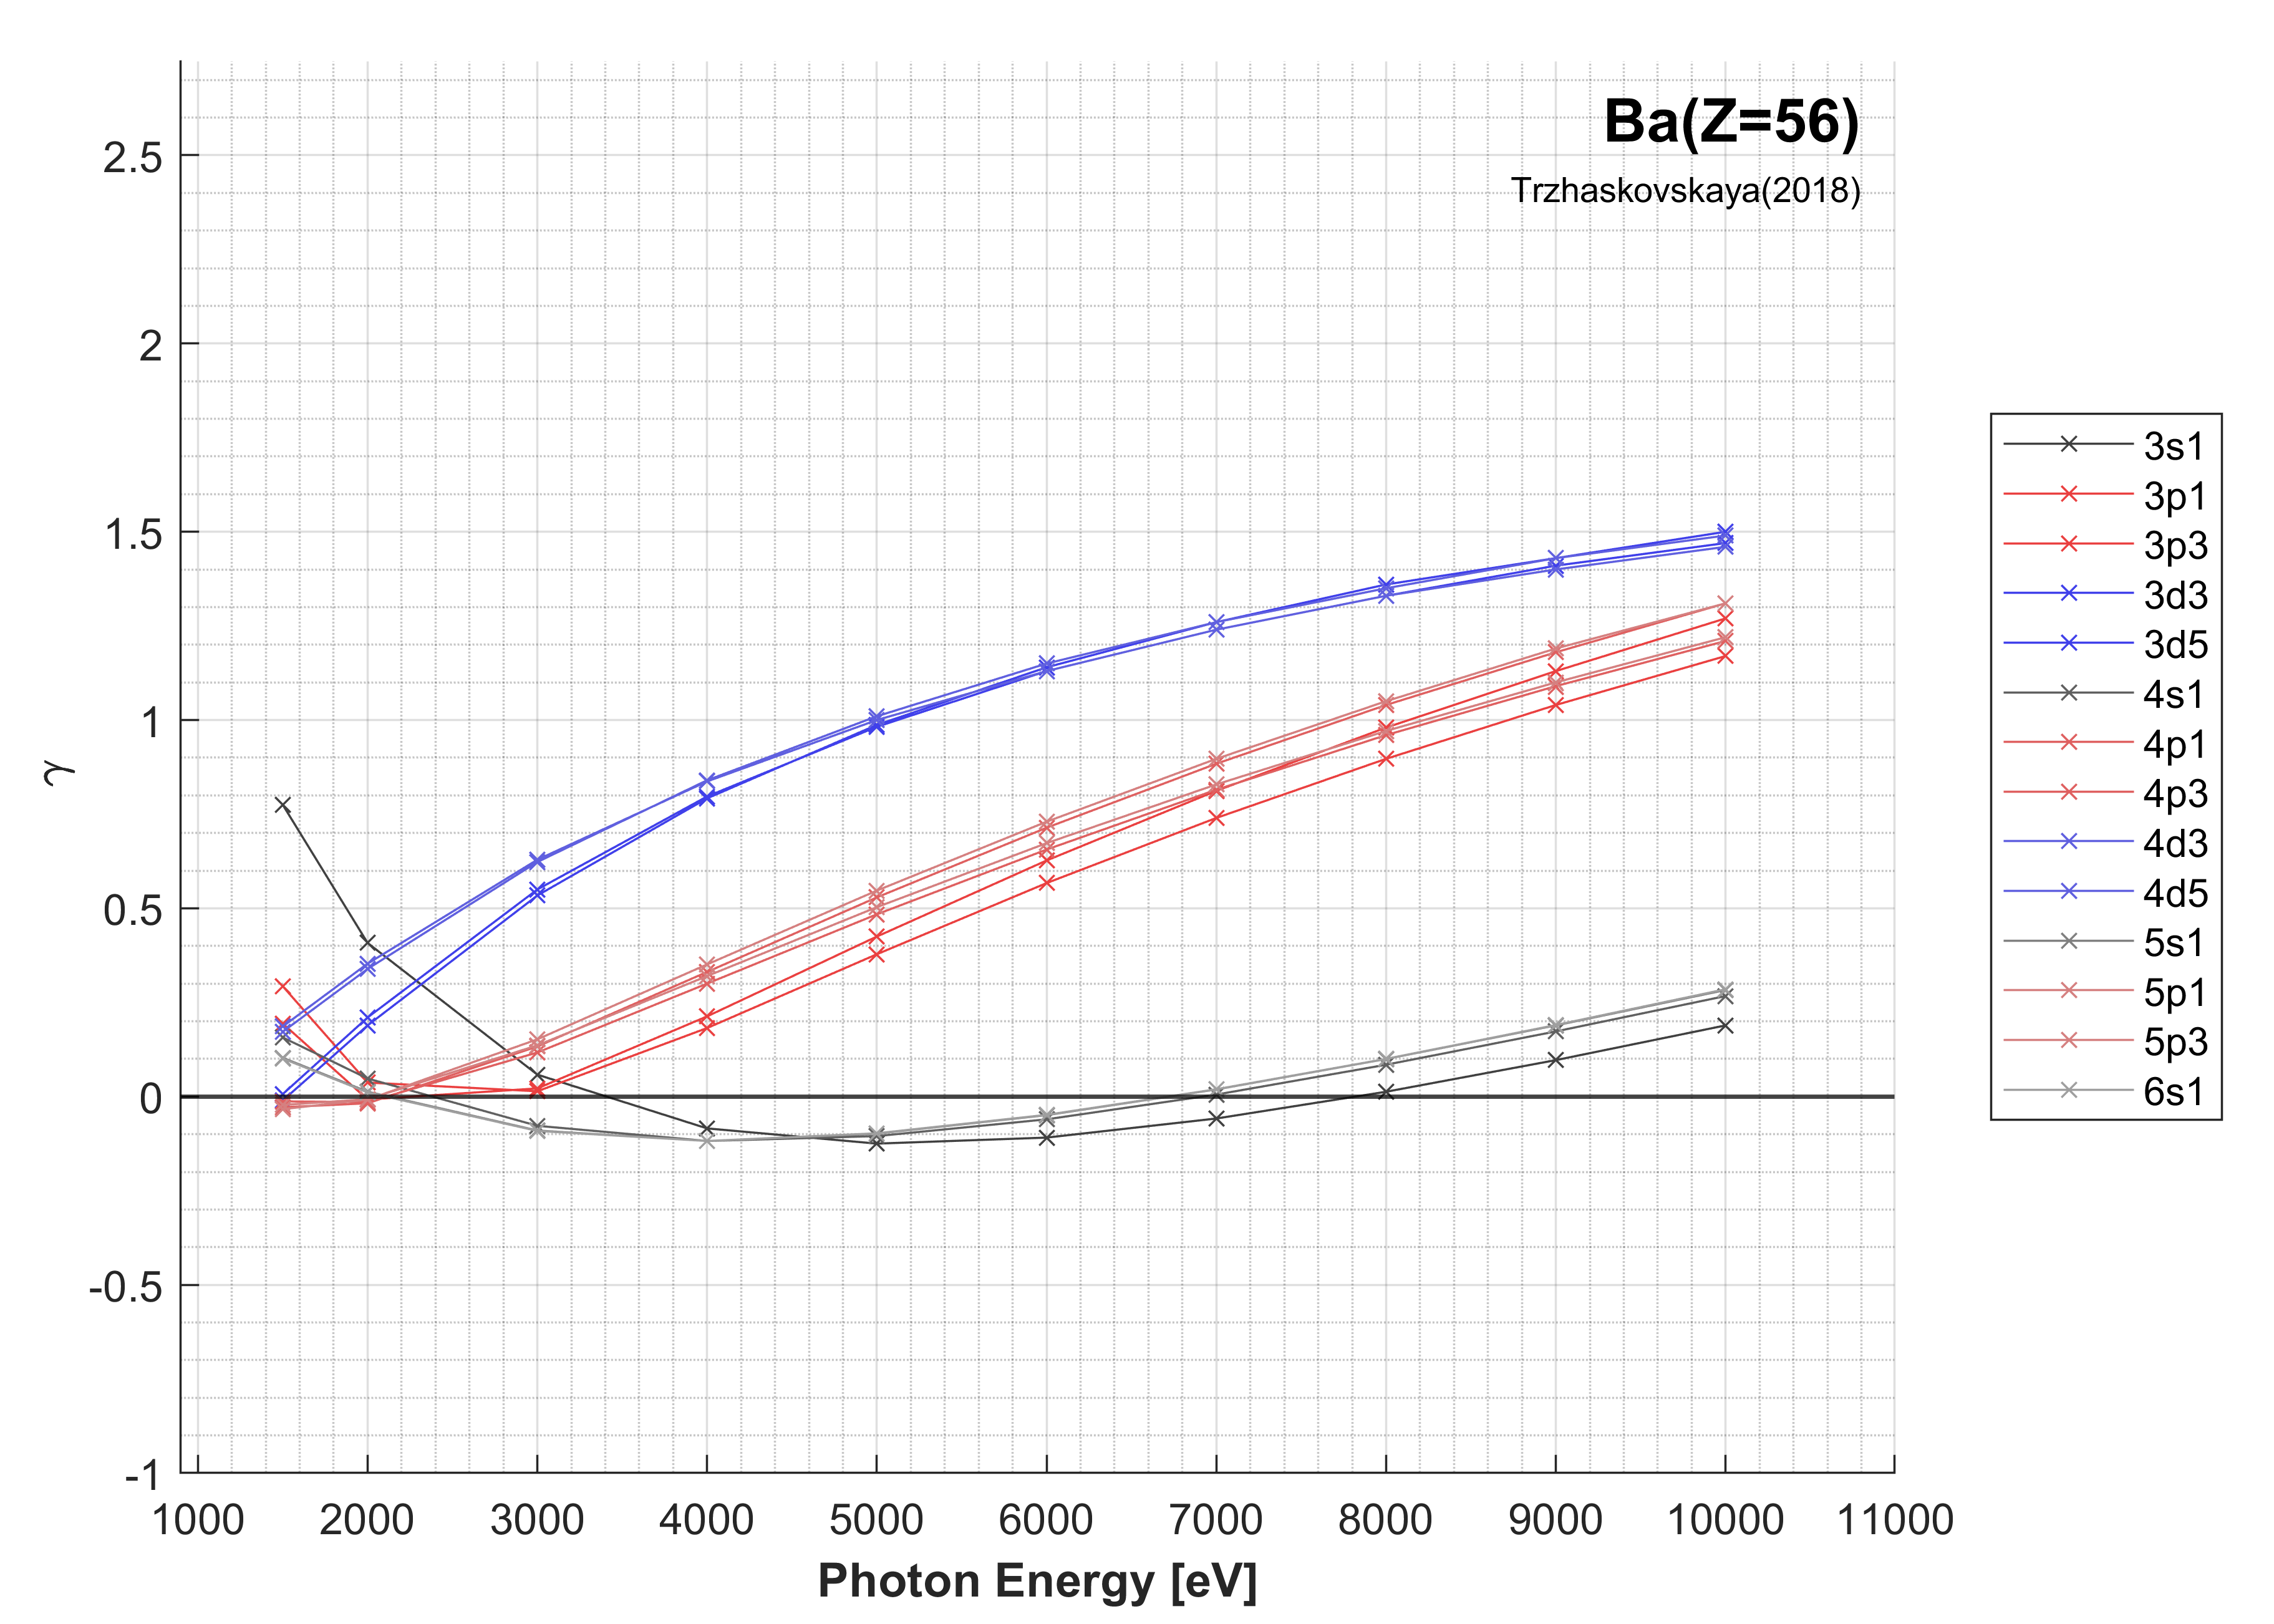 Ba(Z=56)
Trzhaskovskaya(2018)
2.5
2
1.5
1
0.5
0
-0.5
-1
γ
1000 2000 3000 4000 5000 6000 7000 8000 9000 10000 11000
Photon Energy [eV]
3s1
3p1
3p3
3d3
3d5
4s1
4p1
4p3
4d3
4d5
5s1
5p1
5p3
6s1